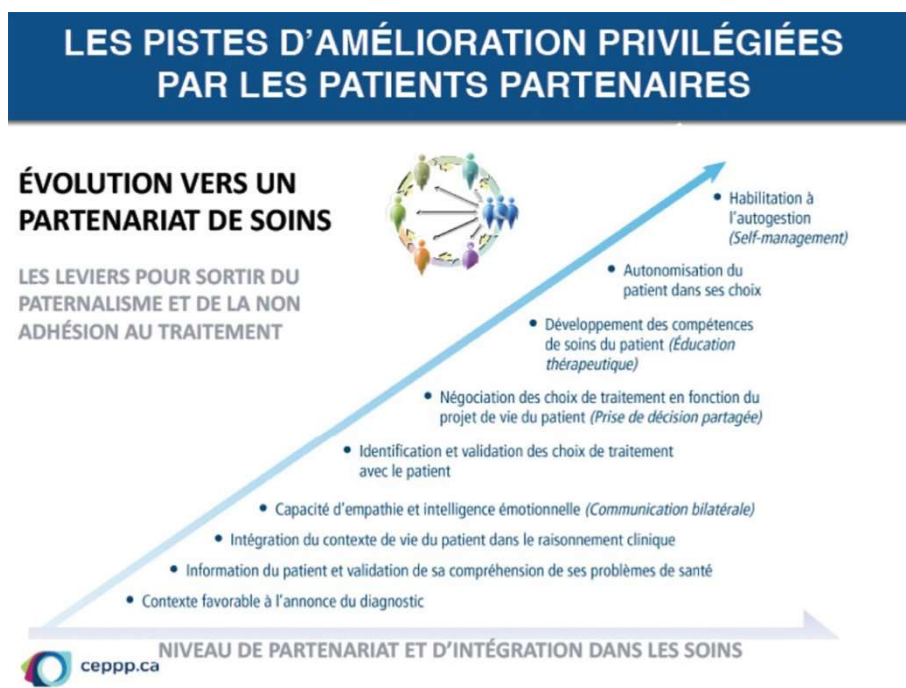 LES PISTES D'AMÉLIORATION PRIVILÉGIÉES
PAR LES PATIENTS PARTENAIRES
ÉVOLUTION VERS UN
PARTENARIAT DE SOINS
LES LEVIERS POUR SORTIR DU
PATERNALISME ET DE LA NON
ADHÉSION AU TRAITEMENT
• Habilitation à
l'autogestion
(Self-management)
• Autonomisation du
patient dans ses choix
• Développement des compétences
de soins du patient (Éducation
thérapeutique)
• Négociation des choix de traitement en fonction du
projet de vie du patient (Prise de décision partagée)
• Identification et validation des choix de traitement
avec le patient
• Capacité d'empathie et intelligence émotionnelle (Communication bilatérale)
• Intégration du contexte de vie du patient dans le raisonnement clinique
• Information du patient et validation de sa compréhension de ses problèmes de santé
• Contexte favorable à l'annonce du diagnostic
NIVEAU DE PARTENARIAT ET D'INTÉGRATION DANS LES SOINS
ceppp.ca